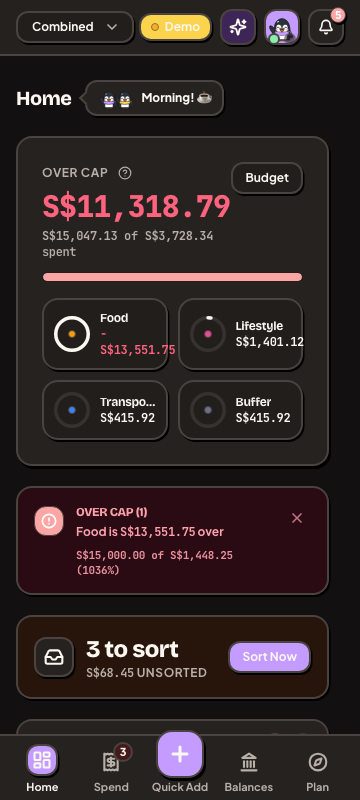 Combined
Demo
5
Home
Morning!
OVER CAP ?
Budget
S$11,318.79
S$15,047.13 of S$3,728.34
spent
Food
-
S$13,551.75
Lifestyle
S$1,401.12
Transpo...
S$415.92
Buffer
S$415.92
OVER CAP (1)
Food is S$13,551.75 over
S$15,000.00 of S$1,448.25
(1036%)
3 to sort
S$68.45 UNSORTED
Sort Now
3
Home
Spend
Quick Add
Balances
Plan